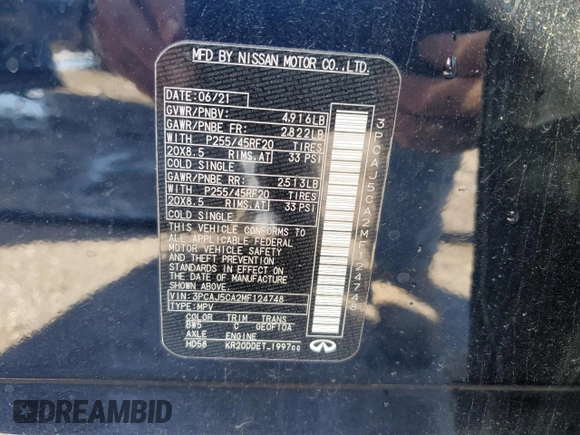 MFD BY NISSAN MOTOR CO.,LTD.
DATE: 06/21
GVWR/PNBV: 4,916LB
GAWR/PNBE FR: 2,822LB
WITH P255/45RF20 TIRES
20X8.5 RIMS,AT 33 PSI
COLD SINGLE
GAWR/PNBE RR: 2,513LB
WITH P255/45RF20 TIRES
20X8.5 RIMS,AT 33 PSI
COLD SINGLE
THIS VEHICLE CONFORMS TO
ALL APPLICABLE FEDERAL
MOTOR VEHICLE SAFETY
AND THEFT PREVENTION
STANDARDS IN EFFECT ON
THE DATE OF MANUFACTURE
SHOWN ABOVE.
VIN: 3PCAJ5CA2MF124748
TYPE: MPV
COLOR TRIM TRANS
BW5 C GE0F10A
AXLE ENGINE
HD58 KR20DDET 1997cc
3PCAJ5CA2MF124748
DREAMBID